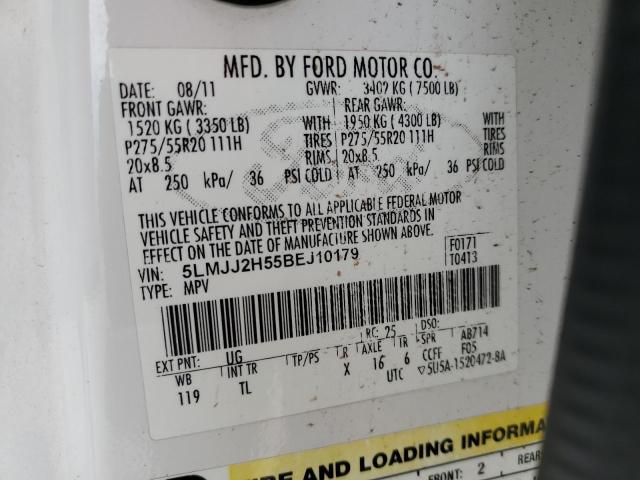 MFD. BY FORD MOTOR CO.
DATE: 08/11 GVWR: 3402 KG ( 7500 LB)
FRONT GAWR: REAR GAWR:
1520 KG ( 3350 LB) WITH 1950 KG ( 4300 LB) WITH
P275/55R20 111H TIRES P275/55R20 111H TIRES
20x8.5 RIMS 20x8.5 RIMS
AT 250 kPa/ 36 PSI COLD AT 250 kPa/ 36 PSI COLD
THIS VEHICLE CONFORMS TO ALL APPLICABLE FEDERAL MOTOR
VEHICLE SAFETY AND THEFT PREVENTION STANDARDS IN
EFFECT ON THE DATE OF MANUFACTURE SHOWN ABOVE.
VIN: 5LMJJ2H55BEJ10179 F0171
TYPE: MPV T0413
EXT PNT: UG RC: 25 DSO:
WB INT TR TP/PS R AXLE TR SPR A8714
119 TL X 16 6 CCFF F05
UTC ▽5U5A-1520472-BA
TIRE AND LOADING INFORMA
FRONT: 2 REAR